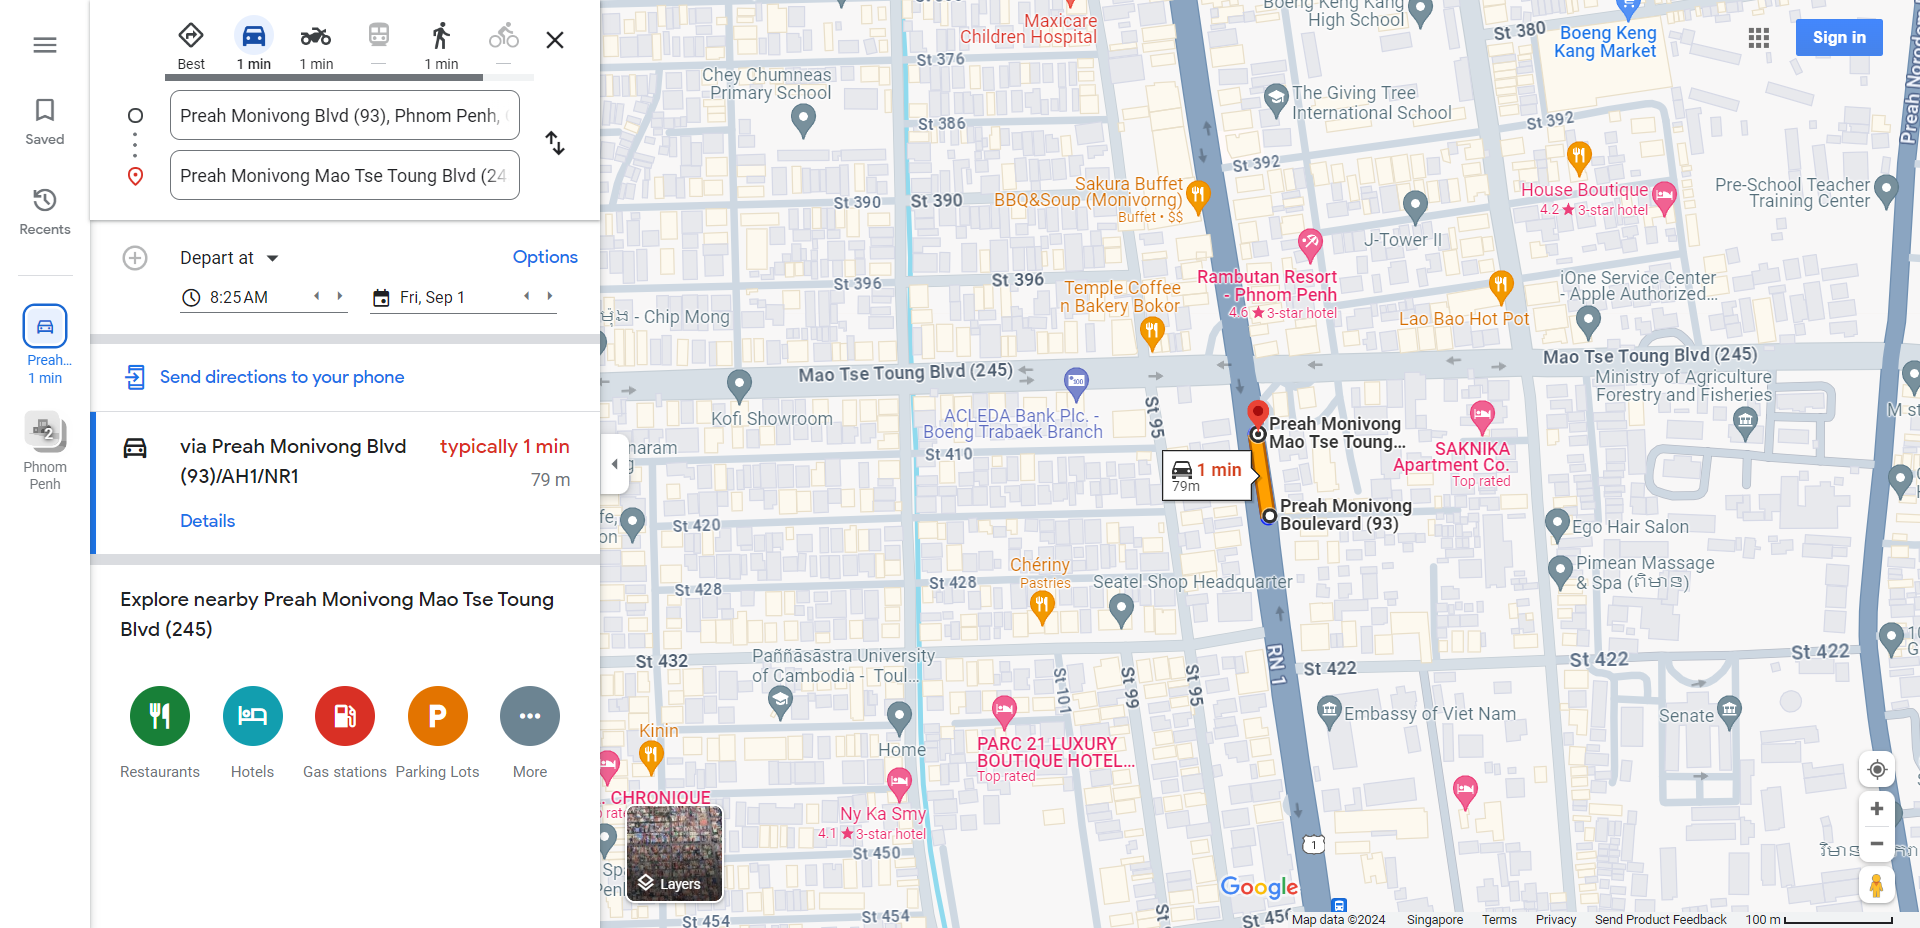 Saved
Recents
Preah...
1 min
2
Phnom
Penh
Best
1 min
1 min
—
1 min
—
Preah Monivong Blvd (93), Phnom Penh,
Preah Monivong Mao Tse Toung Blvd (24
Depart at
Options
8:25 AM
Fri, Sep 1
Send directions to your phone
via Preah Monivong Blvd
(93)/AH1/NR1
typically 1 min
79 m
Details
Explore nearby Preah Monivong Mao Tse Toung
Blvd (245)
P
Restaurants
Hotels
Gas stations
Parking Lots
More
Maxicare
Children Hospital
Boeng Keng Kang
High School
St 380
Boeng Keng
Kang Market
Sign in
Preah Norodom
St 376
Chey Chumneas
Primary School
The Giving Tree
International School
St 386
St 392
St 392
Sakura Buffet
BBQ&Soup (Monivorng)
Buffet • $$
House Boutique
4.2 ★ 3-star hotel
Pre-School Teacher
Training Center
St 390
St 390
J-Tower II
Rambutan Resort
- Phnom Penh
4.6 ★ 3-star hotel
St 396
St 396
Temple Coffee
n Bakery Bokor
iOne Service Center
- Apple Authorized...
Lao Bao Hot Pot
- Chip Mong
Mao Tse Toung Blvd (245)
Mao Tse Toung Blvd (245)
Ministry of Agriculture
Forestry and Fisheries
Kofi Showroom
ACLEDA Bank Plc. -
Boeng Trabaek Branch
St 95
Preah Monivong
Mao Tse Toung...
M st
SAKNIKA
Apartment Co.
Top rated
naram
g
St 410
1 min
79m
Preah Monivong
Boulevard (93)
fe,
on
St 420
Ego Hair Salon
Chériny
Pastries
Seatel Shop Headquarter
Pimean Massage
& Spa (ពិមាន)
St 428
St 428
St 432
Paññāsāstra University
of Cambodia - Toul...
RN 1
St 422
St 422
St 422
St 101
St 99
St 95
Embassy of Viet Nam
Senate
Kinin
Home
PARC 21 LUXURY
BOUTIQUE HOTEL...
Top rated
. CHRONIQUE
Ny Ka Smy
4.1 ★ 3-star hotel
St 450
1
Layers
Google
St 454
St 454
St
Map data ©2024
Singapore
Terms
Privacy
Send Product Feedback
100 m